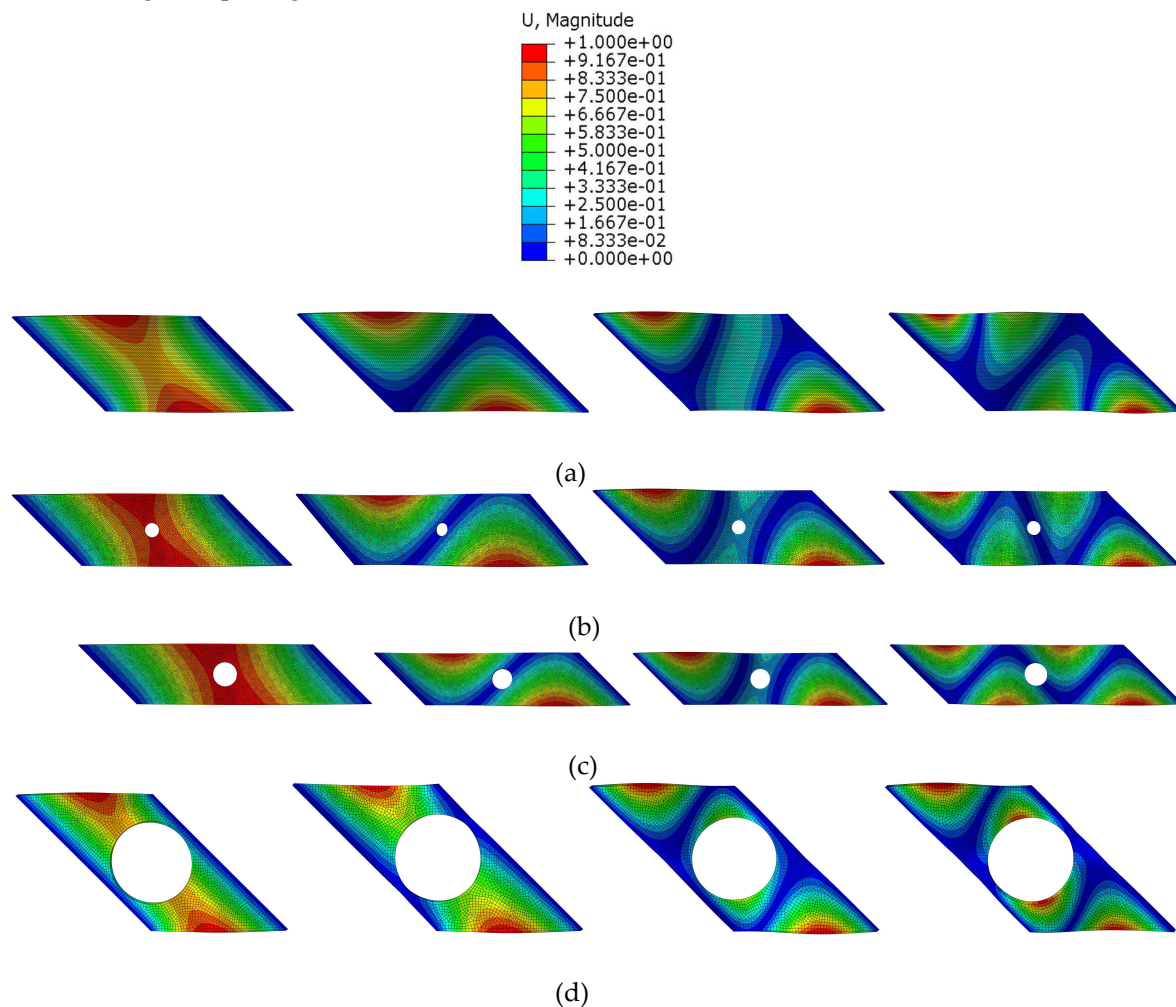 U, Magnitude
+1.000e+00
+9.167e-01
+8.333e-01
+7.500e-01
+6.667e-01
+5.833e-01
+5.000e-01
+4.167e-01
+3.333e-01
+2.500e-01
+1.667e-01
+8.333e-02
+0.000e+00
(a)
(b)
(c)
(d)